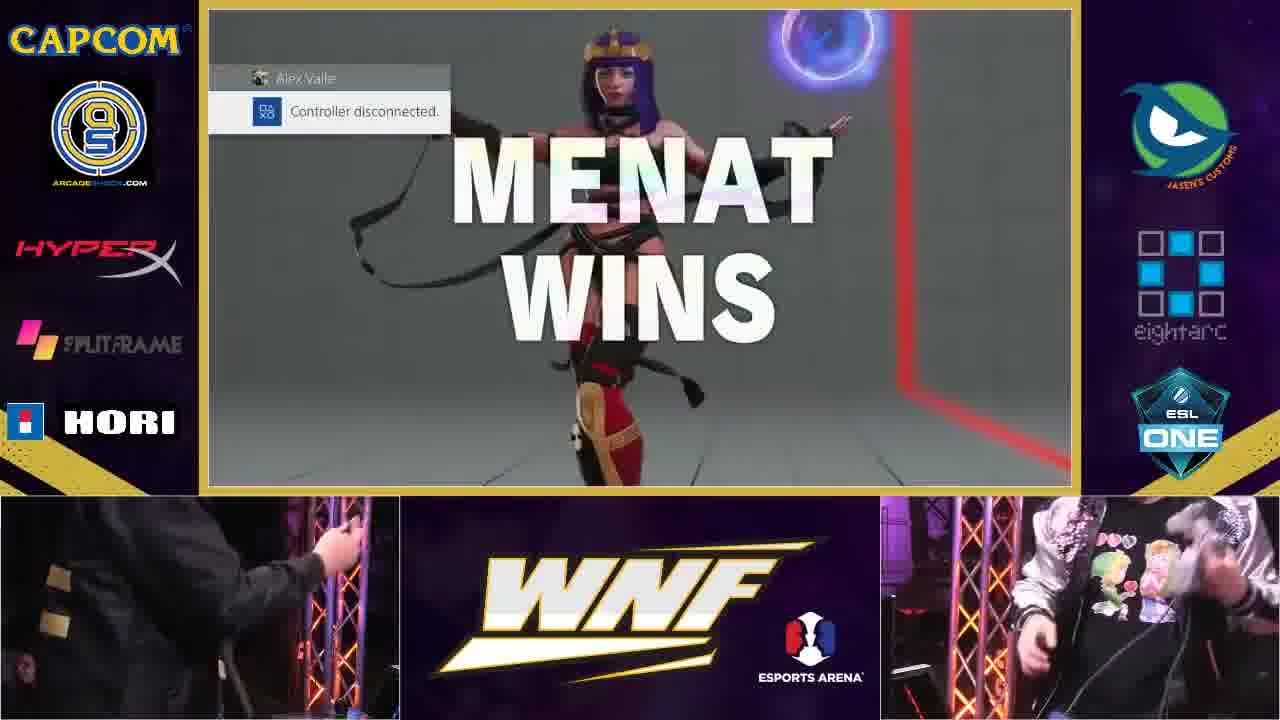 CAPCOM
as
ARCADESHOCK.COM
HYPERX
SPLITFRAME
HORI
Alex Valle
Controller disconnected.
MENAT
WINS
JASEN'S CUSTOMS
eightarc
ESL
ONE
WNF
ESPORTS ARENA